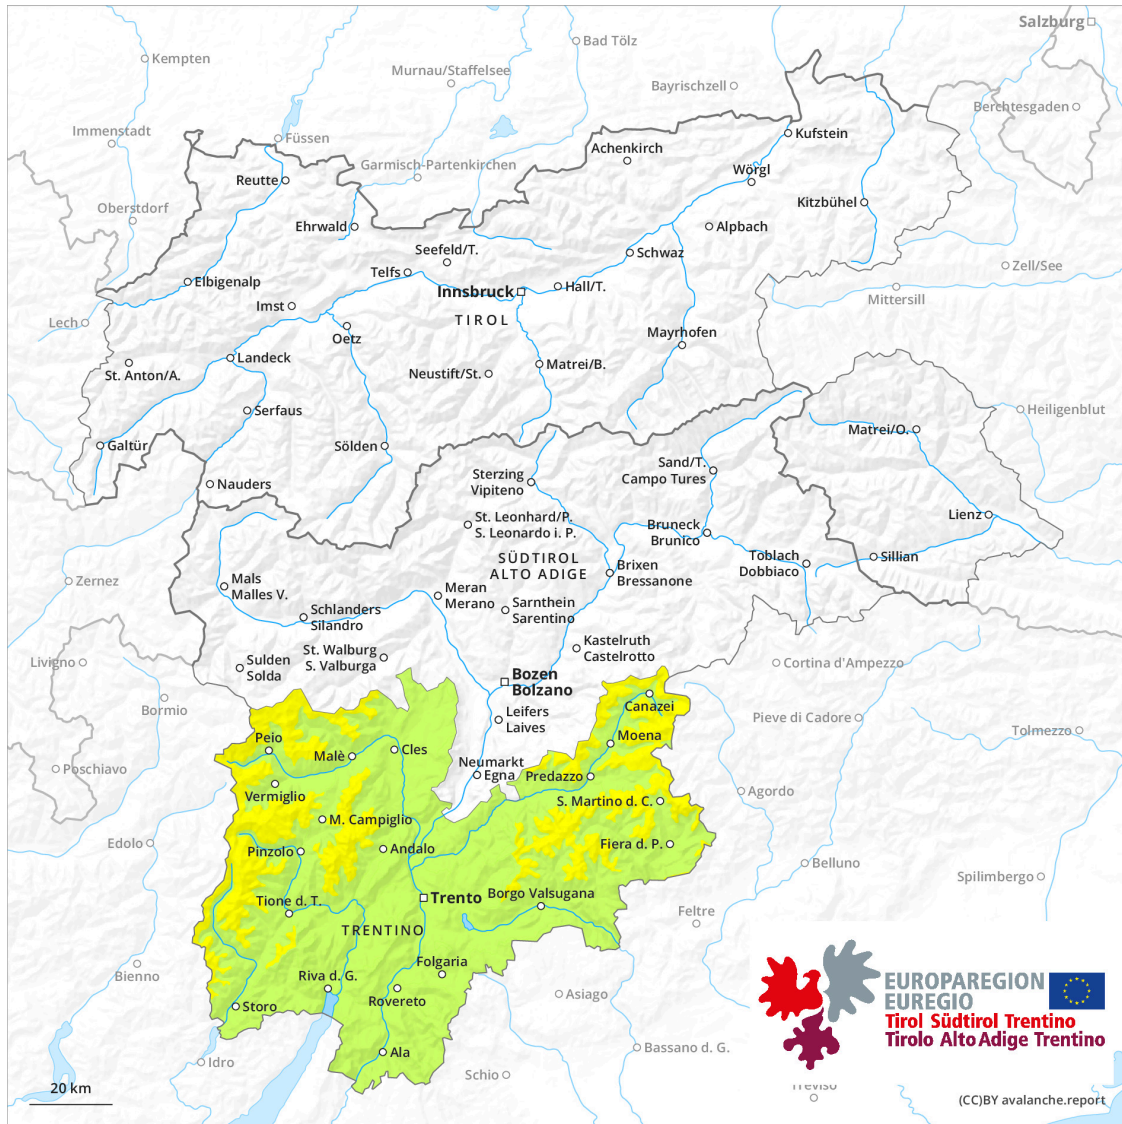 Salzburg
Bad Tölz
Kempten
Murnau/Staffelsee
Bayrischzell
Berchtesgaden
Immenstadt
Füssen
Kufstein
Achenkirch
Garmisch-Partenkirchen
Wörgl
Reutte
Kitzbühel
Oberstdorf
Ehrwald
Alpbach
Seefeld/T.
Schwaz
Zell/See
Telfs
Elbigenalp
Hall/T.
Innsbruck
Mittersill
Imst
TIROL
Lech
Mayrhofen
Oetz
Landeck
Matrei/B.
St. Anton/A.
Neustift/St.
Serfaus
Heiligenblut
Matrei/O.
Galtür
Sölden
Sand/T.
Campo Tures
Sterzing
Vipiteno
Nauders
Lienz
St. Leonhard/P.
S. Leonardo i. P.
Bruneck
Brunico
SÜDTIROL
ALTO ADIGE
Toblach
Dobbiaco
Sillian
Brixen
Bressanone
Zernez
Mals
Malles V.
Meran
Merano
Schlanders
Silandro
Sarnthein
Sarentino
Kastelruth
Castelrotto
St. Walburg
S. Valburga
Livigno
Sulden
Solda
Cortina d'Ampezzo
Bozen
Bolzano
Canazei
Bormio
Leifers
Laives
Pieve di Cadore
Tolmezzo
Peio
Moena
Cles
Malè
Neumarkt
Egna
Poschiavo
Predazzo
Vermiglio
Agordo
S. Martino d. C.
M. Campiglio
Edolo
Fiera d. P.
Pinzolo
Andalo
Belluno
Spilimbergo
Trento
Borgo Valsugana
Tione d. T.
Feltre
TRENTINO
Folgaria
Bienno
Riva d. G.
Rovereto
Asiago
Storo
EUROPAREGION
EUREGIO
Tirol Südtirol Trentino
Tirolo Alto Adige Trentino
Ala
Idro
Bassano d. G.
Schio
Treviso
20 km
(CC)BY avalanche.report